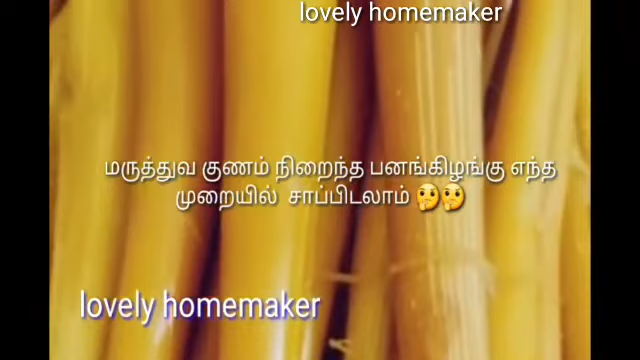 lovely homemaker
மருத்துவ குணம் நிறைந்த பனங்கிழங்கு எந்த
முறையில் சாப்பிடலாம் 🤔🤔
lovely homemaker